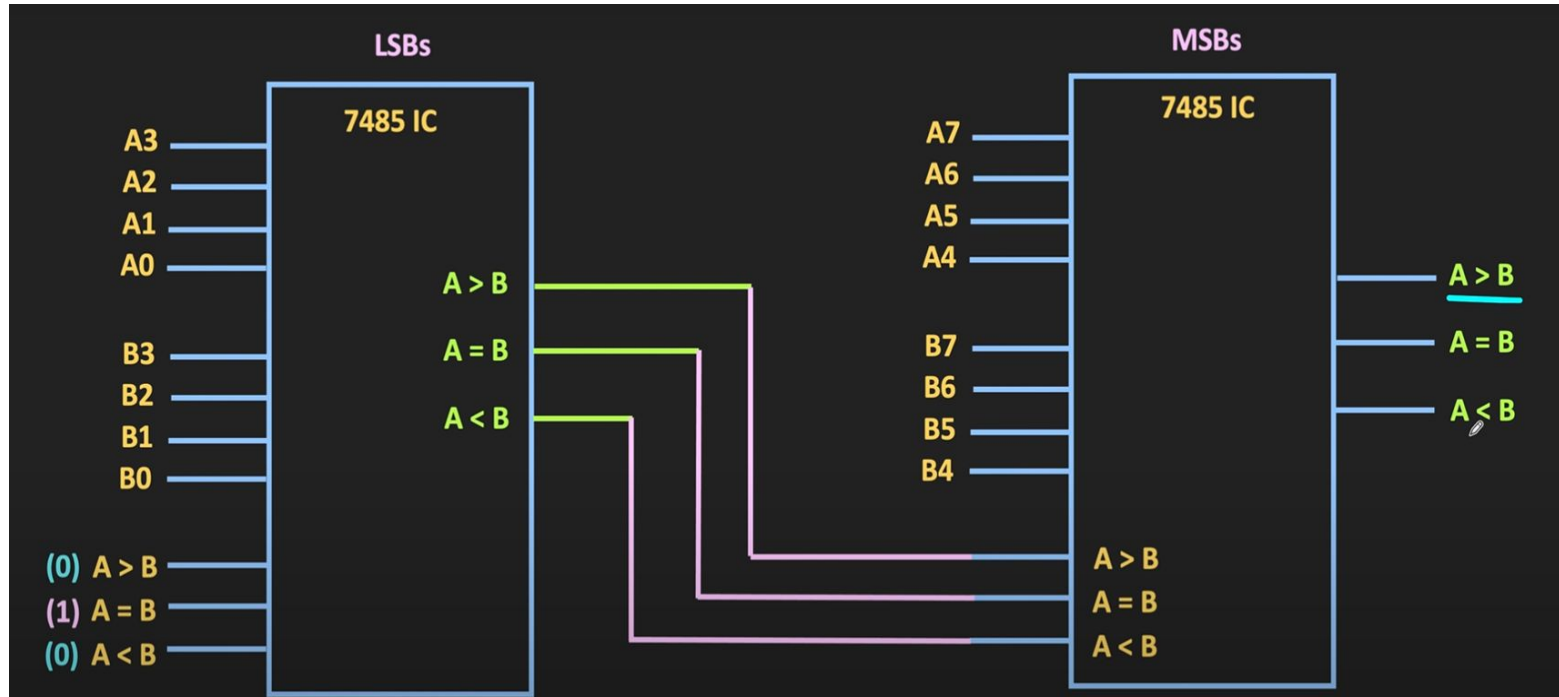 LSBs
7485 IC
A3
A2
A1
A0
B3
B2
B1
B0
(0) A > B
(1) A = B
(0) A < B
A > B
A = B
A < B
MSBs
7485 IC
A7
A6
A5
A4
B7
B6
B5
B4
A > B
A = B
A < B
A > B
A = B
A < B